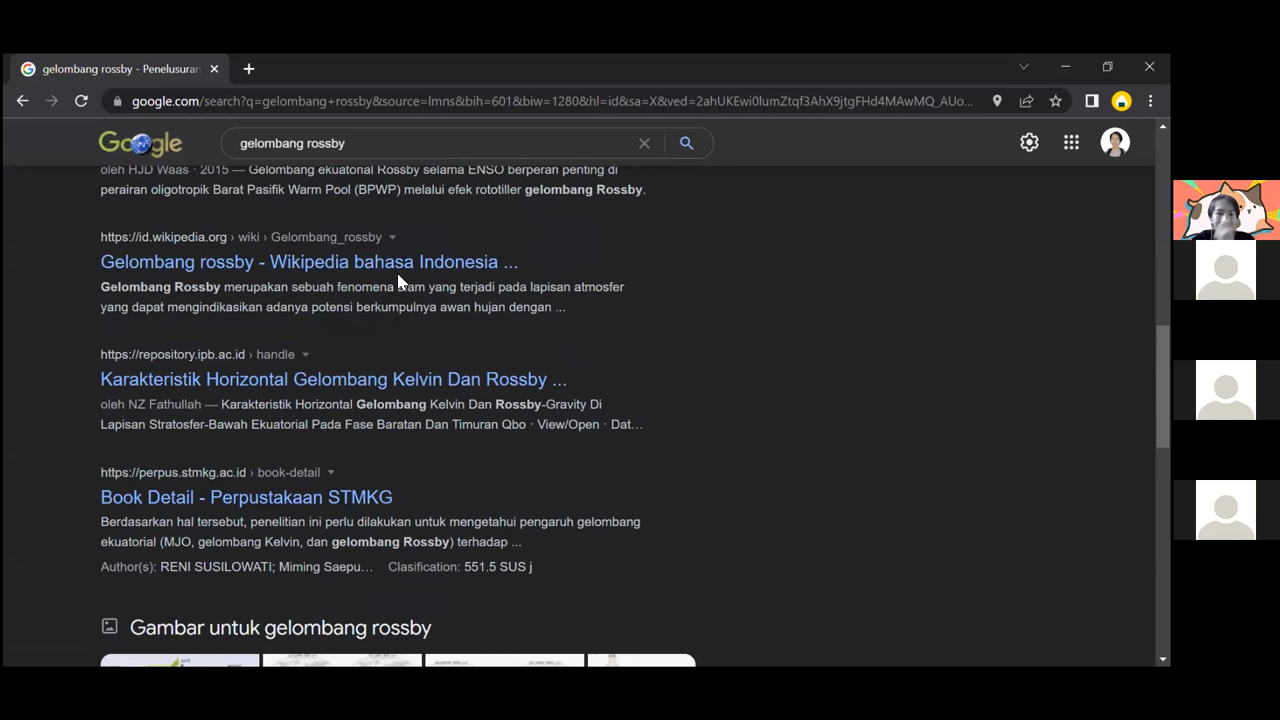 gelombang rossby - Penelusuran
google.com/search?q=gelombang+rossby&source=lmns&bih=601&biw=1280&hl=id&sa=X&ved=2ahUKEwi0lumZtqf3AhX9jtgFHd4MAwMQ_AUo...
Google
gelombang rossby
oleh HJD Waas · 2015 — Gelombang ekuatorial Rossby selama ENSO berperan penting di
perairan oligotropik Barat Pasifik Warm Pool (BPWP) melalui efek rototiller gelombang Rossby.
https://id.wikipedia.org › wiki › Gelombang_rossby
Gelombang rossby - Wikipedia bahasa Indonesia ...
Gelombang Rossby merupakan sebuah fenomena alam yang terjadi pada lapisan atmosfer
yang dapat mengindikasikan adanya potensi berkumpulnya awan hujan dengan ...
https://repository.ipb.ac.id › handle
Karakteristik Horizontal Gelombang Kelvin Dan Rossby ...
oleh NZ Fathullah — Karakteristik Horizontal Gelombang Kelvin Dan Rossby-Gravity Di
Lapisan Stratosfer-Bawah Ekuatorial Pada Fase Baratan Dan Timuran Qbo · View/Open · Dat...
https://perpus.stmkg.ac.id › book-detail
Book Detail - Perpustakaan STMKG
Berdasarkan hal tersebut, penelitian ini perlu dilakukan untuk mengetahui pengaruh gelombang
ekuatorial (MJO, gelombang Kelvin, dan gelombang Rossby) terhadap ...
Author(s): RENI SUSILOWATI; Miming Saepu... Clasification: 551.5 SUS j
Gambar untuk gelombang rossby